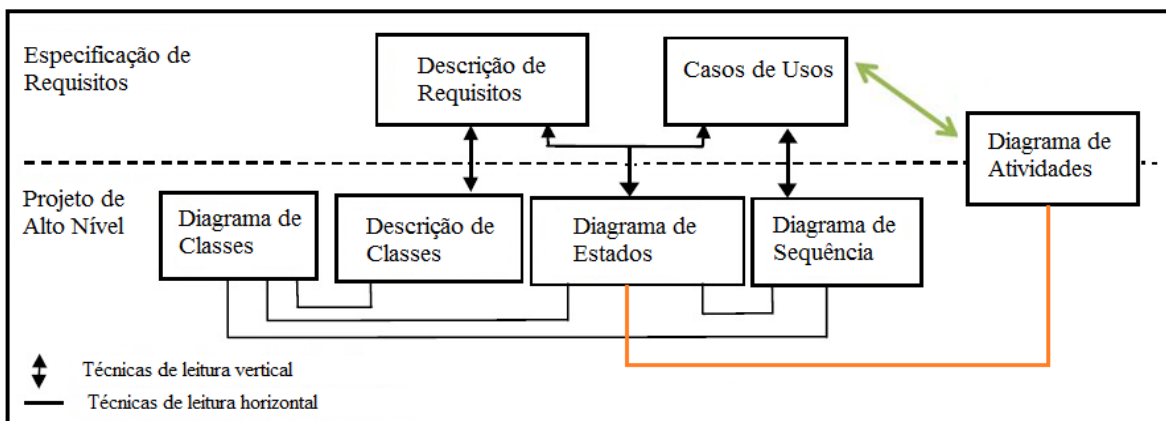 Especificação de
Requisitos
Descrição de
Requisitos
Casos de Usos
Diagrama de
Atividades
Projeto de
Alto Nível
Diagrama de
Classes
Descrição de
Classes
Diagrama de
Estados
Diagrama de
Sequência
Técnicas de leitura vertical
Técnicas de leitura horizontal